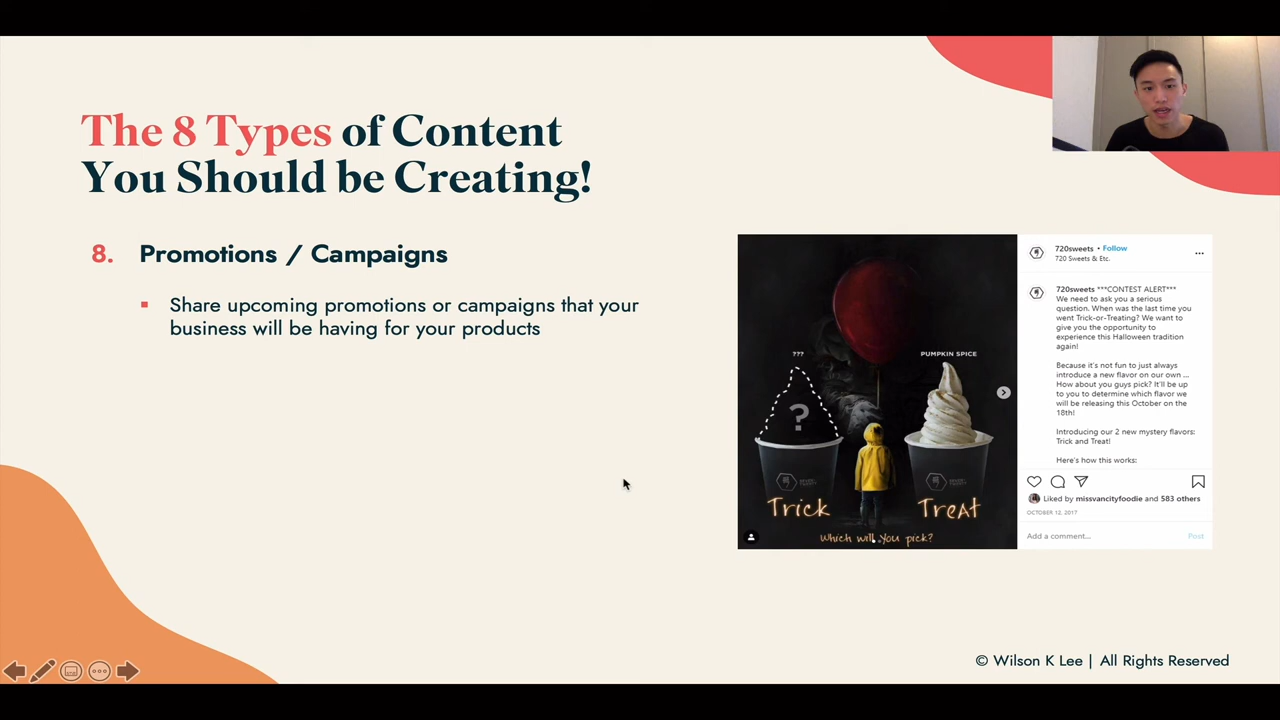 The 8 Types of Content
You Should be Creating!
8. Promotions / Campaigns
Share upcoming promotions or campaigns that your
business will be having for your products
???
PUMPKIN SPICE
?
Trick
Treat
Which will you pick?
720sweets • Follow
720 Sweets & Etc.
720sweets ***CONTEST ALERT***
We need to ask you a serious
question. When was the last time you
went Trick-or-Treating? We want to
give you the opportunity to
experience this Halloween tradition
again!
Because it's not fun to just always
introduce a new flavor on our own ...
How about you guys pick? It'll be up
to you to determine which flavor we
will be releasing this October on the
18th!
Introducing our 2 new mystery flavors:
Trick and Treat!
Here's how this works:
Liked by missvancityfoodie and 583 others
OCTOBER 12, 2017
Add a comment...
Post
© Wilson K Lee | All Rights Reserved